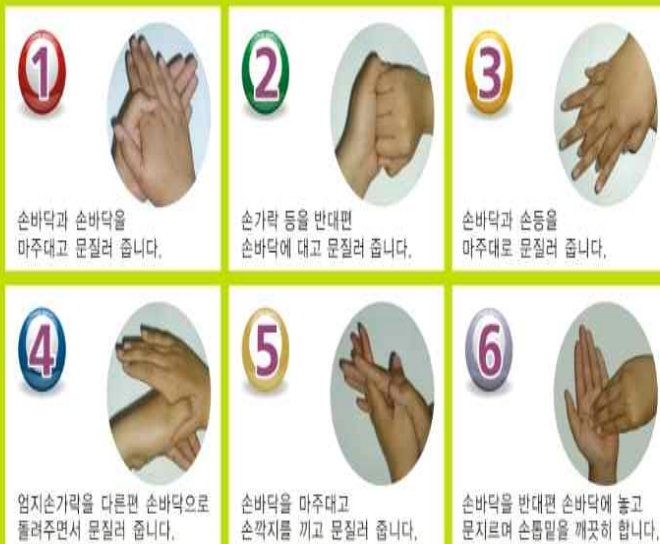 1
손바닥과 손바닥을
마주대고 문질러 줍니다.
2
손가락 등을 반대편
손바닥에 대고 문질러 줍니다.
3
손바닥과 손등을
마주대로 문질러 줍니다.
4
엄지손가락을 다른편 손바닥으로
돌려주면서 문질러 줍니다.
5
손바닥을 마주대고
손깍지를 끼고 문질러 줍니다.
6
손바닥을 반대편 손바닥에 놓고
문지르며 손톱밑을 깨끗히 합니다.